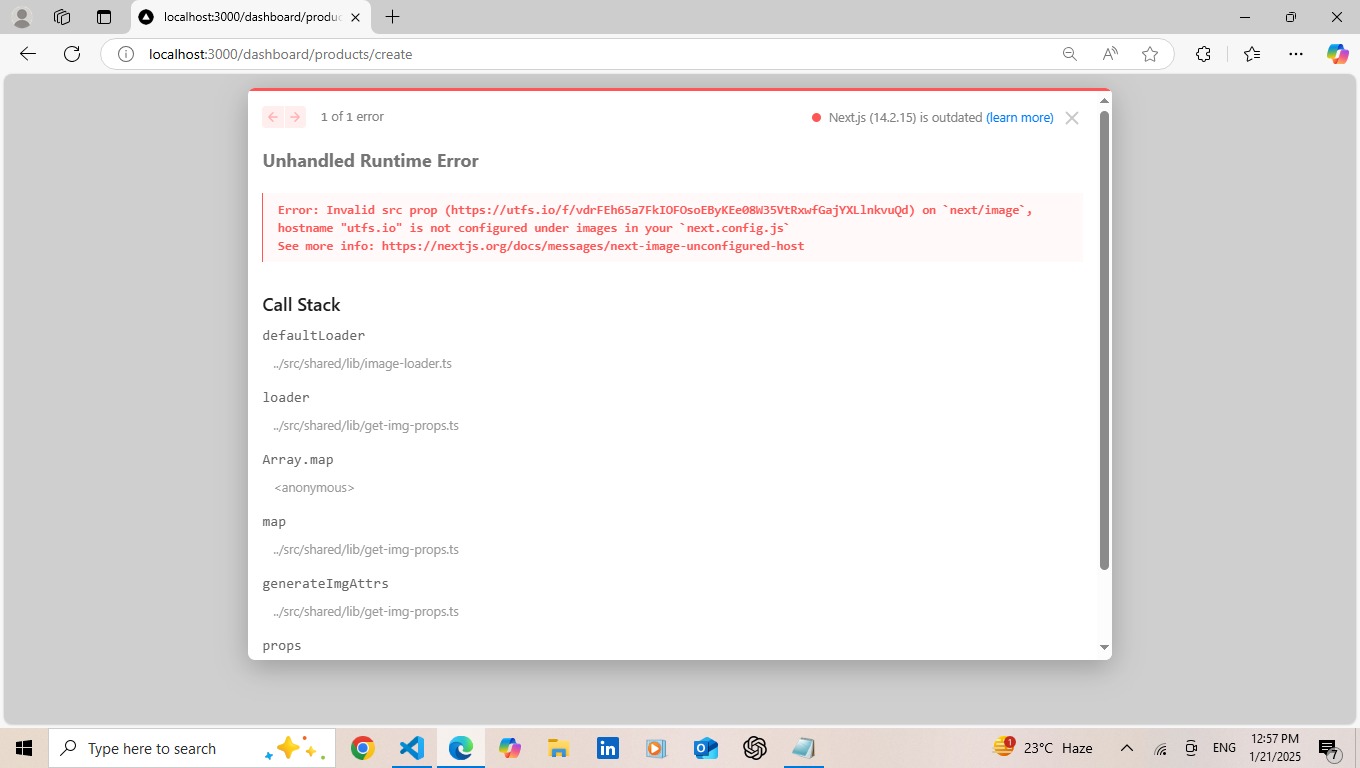 localhost:3000/dashboard/produc
localhost:3000/dashboard/products/create
1 of 1 error
Next.js (14.2.15) is outdated (learn more)
Unhandled Runtime Error
Error: Invalid src prop (https://utfs.io/f/vdrFEh65a7FkIOFOsoEByKEe08W35VtRxwfGajYXLlnkvuQd) on `next/image`,
hostname "utfs.io" is not configured under images in your `next.config.js`
See more info: https://nextjs.org/docs/messages/next-image-unconfigured-host
Call Stack
defaultLoader
../src/shared/lib/image-loader.ts
loader
../src/shared/lib/get-img-props.ts
Array.map
<anonymous>
map
../src/shared/lib/get-img-props.ts
generateImgAttrs
../src/shared/lib/get-img-props.ts
props
Type here to search
1
23°C Haze
ENG
12:57 PM
1/21/2025
7